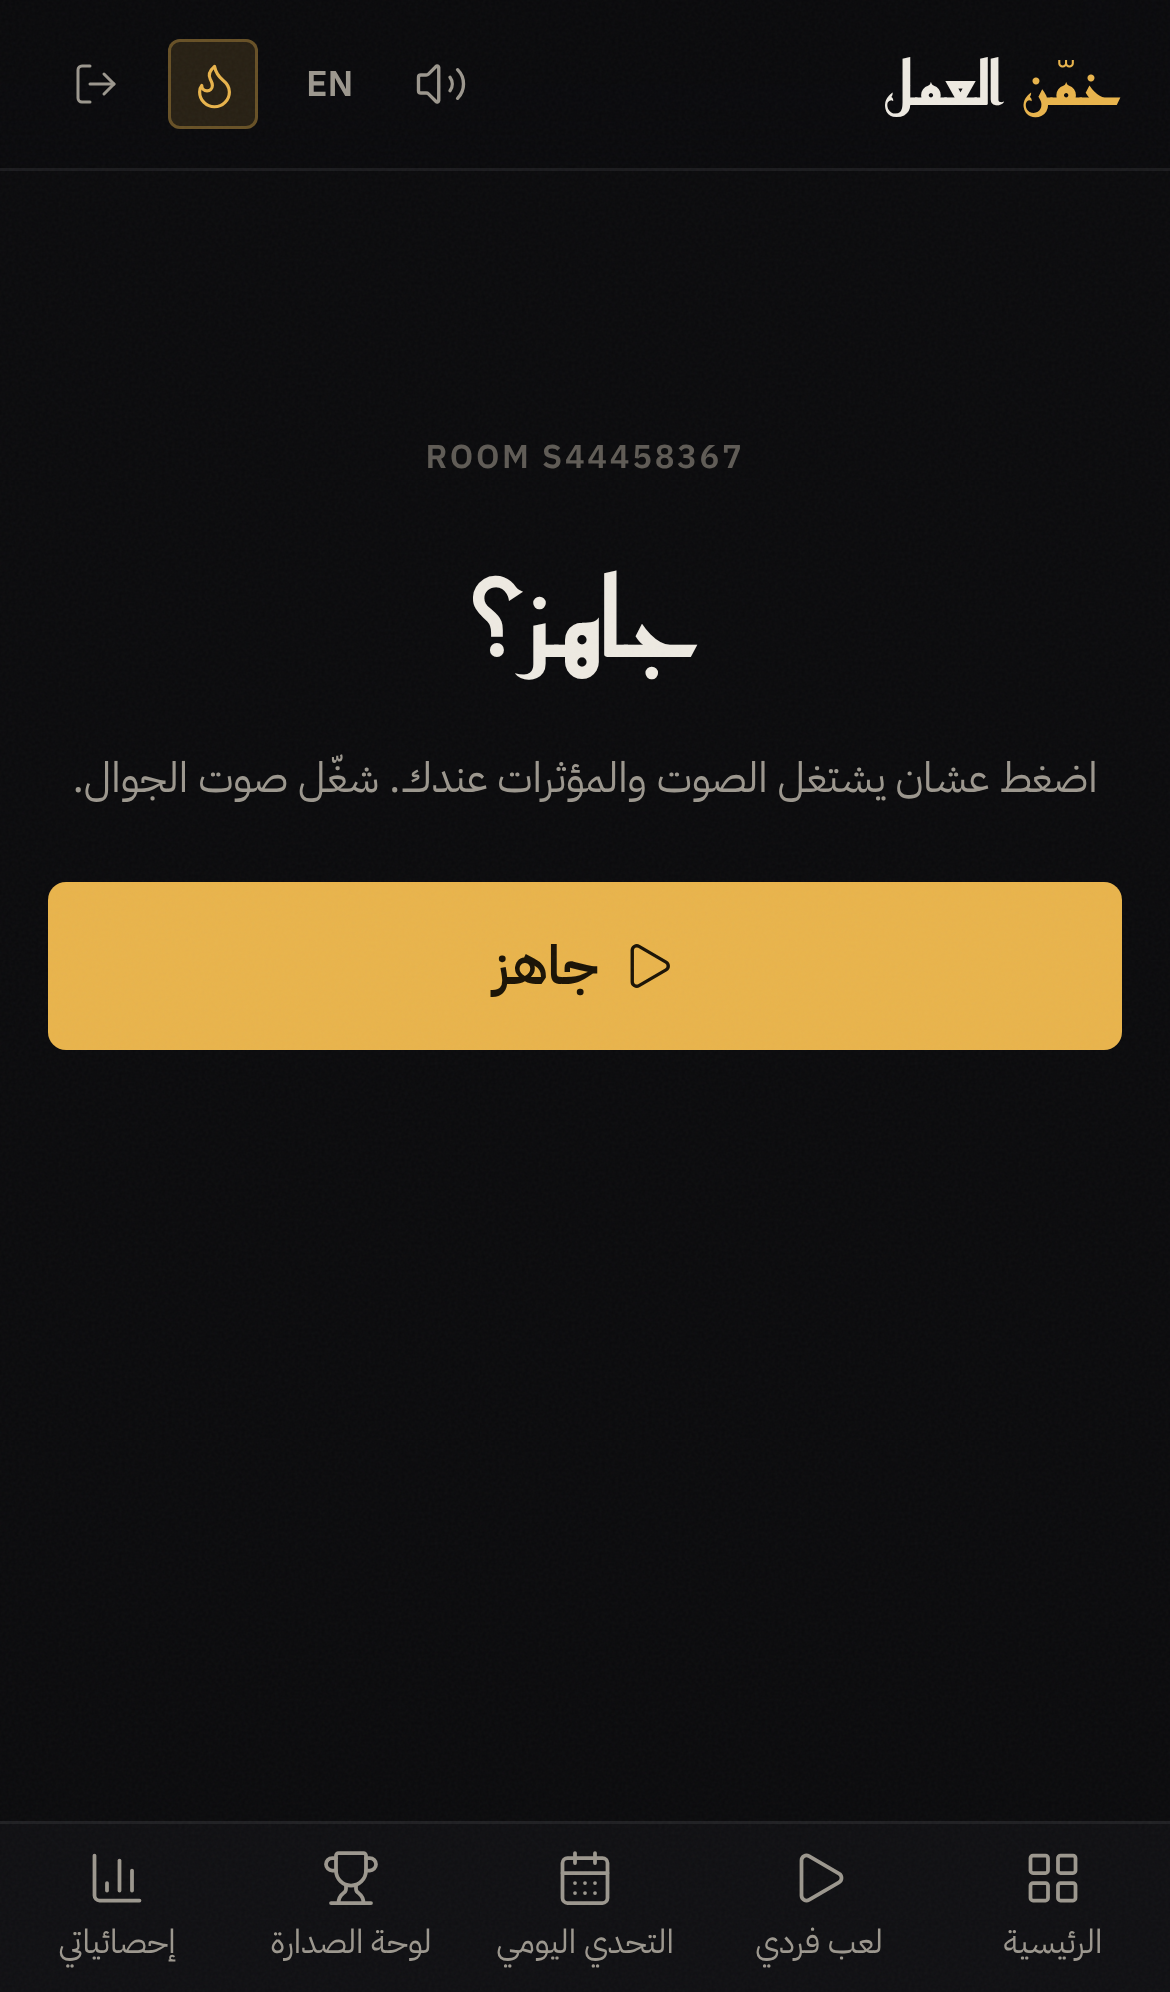 خمّن العمل
EN
ROOM S44458367
جاهز؟
اضغط عشان يشتغل الصوت والمؤثرات عندك. شغّل صوت الجوال.
جاهز
الرئيسية
لعب فردي
التحدي اليومي
لوحة الصدارة
إحصائياتي